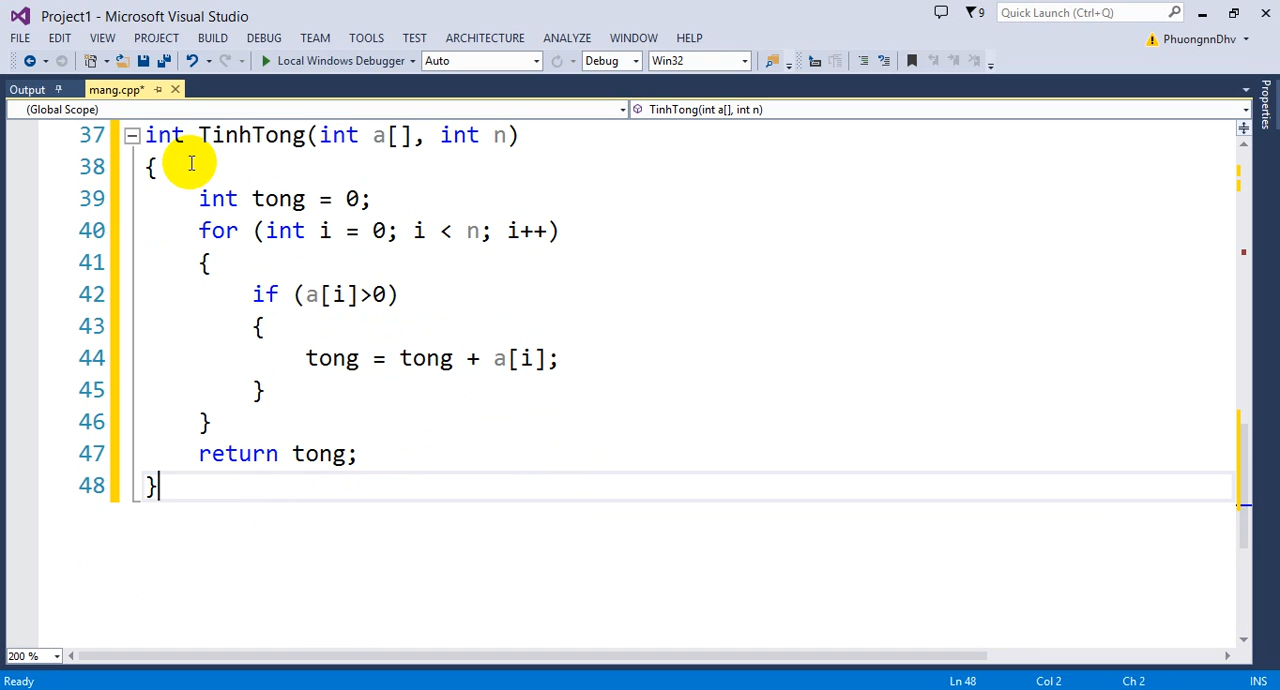 Project1 - Microsoft Visual Studio
9
Quick Launch (Ctrl+Q)
FILE EDIT VIEW PROJECT BUILD DEBUG TEAM TOOLS TEST ARCHITECTURE ANALYZE WINDOW HELP
PhuongnnDhv
Local Windows Debugger Auto Debug Win32
Output mang.cpp*
(Global Scope) TinhTong(int a[], int n)
Properties
37 int TinhTong(int a[], int n)
38 {
39 int tong = 0;
40 for (int i = 0; i < n; i++)
41 {
42 if (a[i]>0)
43 {
44 tong = tong + a[i];
45 }
46 }
47 return tong;
48 }
200 %
Ready Ln 48 Col 2 Ch 2 INS